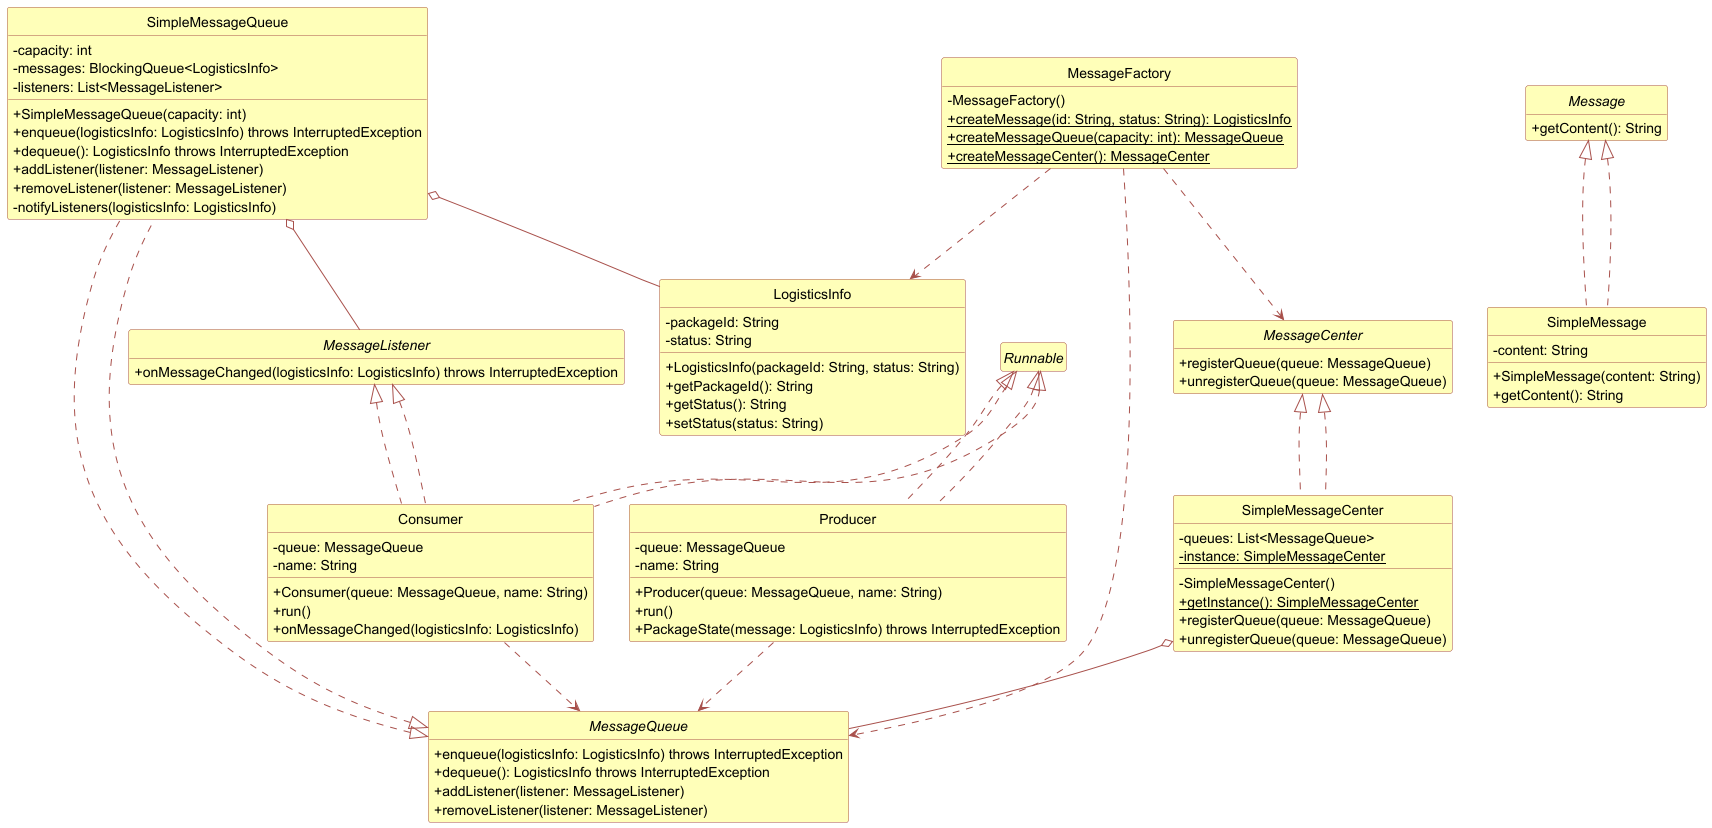 SimpleMessageQueue
-capacity: int
-messages: BlockingQueue<LogisticsInfo>
-listeners: List<MessageListener>
+SimpleMessageQueue(capacity: int)
+enqueue(logisticsInfo: LogisticsInfo) throws InterruptedException
+dequeue(): LogisticsInfo throws InterruptedException
+addListener(listener: MessageListener)
+removeListener(listener: MessageListener)
-notifyListeners(logisticsInfo: LogisticsInfo)
MessageFactory
-MessageFactory()
+createMessage(id: String, status: String): LogisticsInfo
+createMessageQueue(capacity: int): MessageQueue
+createMessageCenter(): MessageCenter
Message
+getContent(): String
MessageListener
+onMessageChanged(logisticsInfo: LogisticsInfo) throws InterruptedException
LogisticsInfo
-packageId: String
-status: String
+LogisticsInfo(packageId: String, status: String)
+getPackageId(): String
+getStatus(): String
+setStatus(status: String)
Runnable
MessageCenter
+registerQueue(queue: MessageQueue)
+unregisterQueue(queue: MessageQueue)
SimpleMessage
-content: String
+SimpleMessage(content: String)
+getContent(): String
Consumer
-queue: MessageQueue
-name: String
+Consumer(queue: MessageQueue, name: String)
+run()
+onMessageChanged(logisticsInfo: LogisticsInfo)
Producer
-queue: MessageQueue
-name: String
+Producer(queue: MessageQueue, name: String)
+run()
+PackageState(message: LogisticsInfo) throws InterruptedException
SimpleMessageCenter
-queues: List<MessageQueue>
-instance: SimpleMessageCenter
-SimpleMessageCenter()
+getInstance(): SimpleMessageCenter
+registerQueue(queue: MessageQueue)
+unregisterQueue(queue: MessageQueue)
MessageQueue
+enqueue(logisticsInfo: LogisticsInfo) throws InterruptedException
+dequeue(): LogisticsInfo throws InterruptedException
+addListener(listener: MessageListener)
+removeListener(listener: MessageListener)